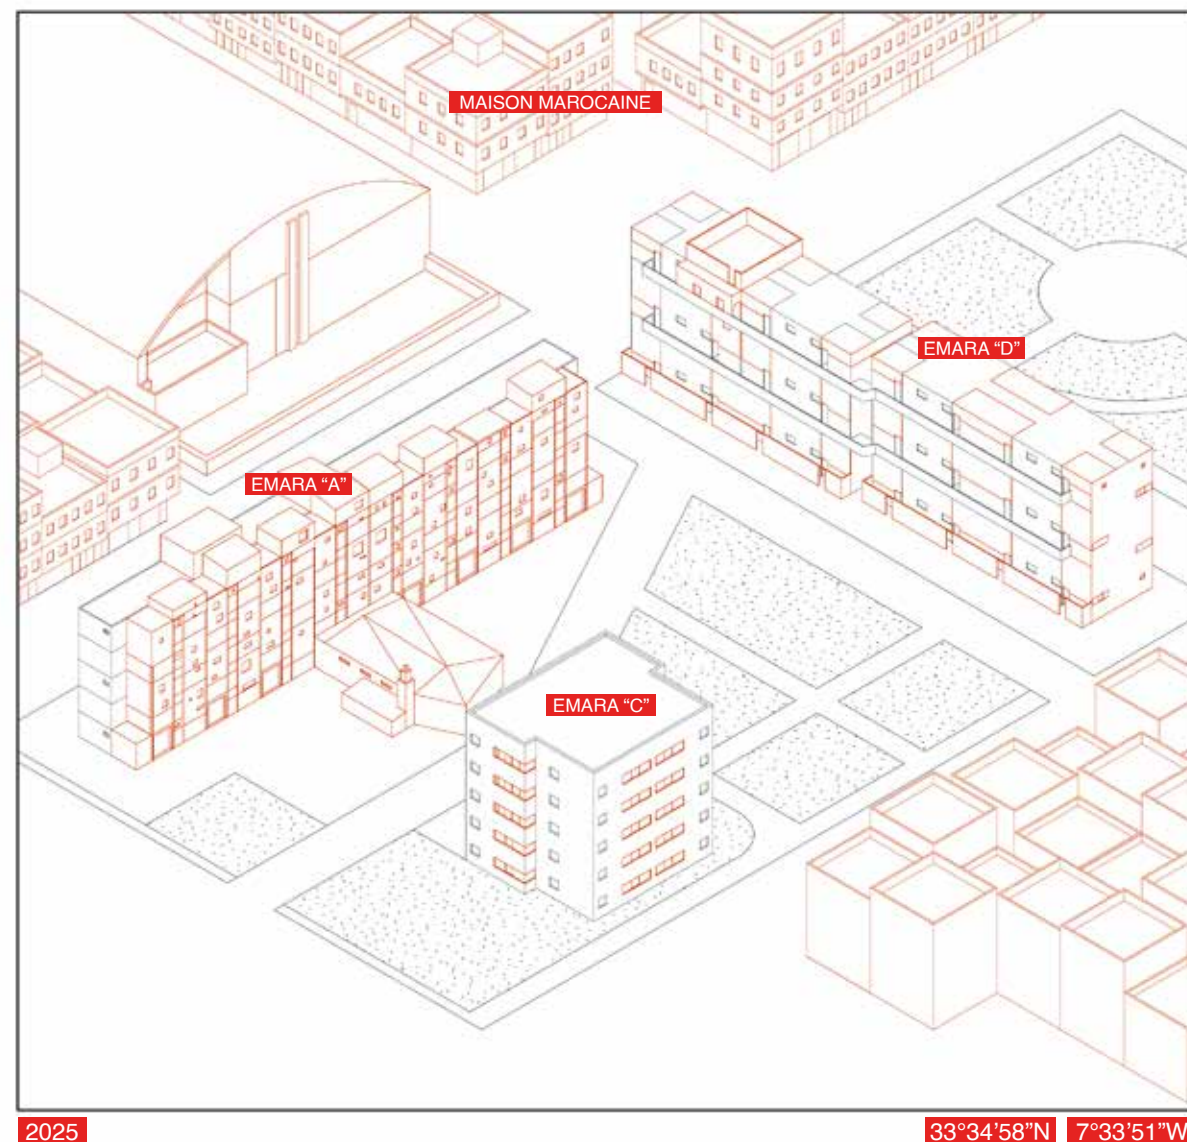 MAISON MAROCAINE
EMARA “D”
EMARA “A”
EMARA “C”
2025
33°34’58”N 7°33’51”W